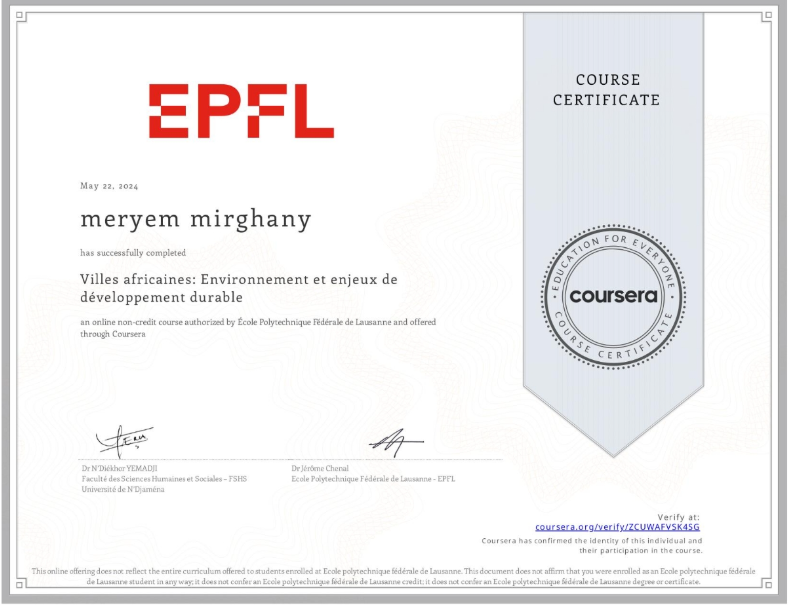 EPFL
COURSE
CERTIFICATE
May 22, 2024
meryem mirghany
has successfully completed
Villes africaines: Environnement et enjeux de
développement durable
an online non-credit course authorized by École Polytechnique Fédérale de Lausanne and offered
through Coursera
EDUCATION FOR EVERYONE
coursera
COURSE CERTIFICATE
Dr N'Diékhor YEMADJI
Faculté des Sciences Humaines et Sociales – FSHS
Université de N'Djaména
Dr Jérôme Chenal
Ecole Polytechnique Fédérale de Lausanne – EPFL
Verify at:
coursera.org/verify/ZCUWAFVSK4SG
Coursera has confirmed the identity of this individual and
their participation in the course.
This online offering does not reflect the entire curriculum offered to students enrolled at Ecole polytechnique fédérale de Lausanne. This document does not affirm that you were enrolled as an Ecole polytechnique fédérale
de Lausanne student in any way; it does not confer an Ecole polytechnique fédérale de Lausanne credit; it does not confer an Ecole polytechnique fédérale de Lausanne degree or certificate.